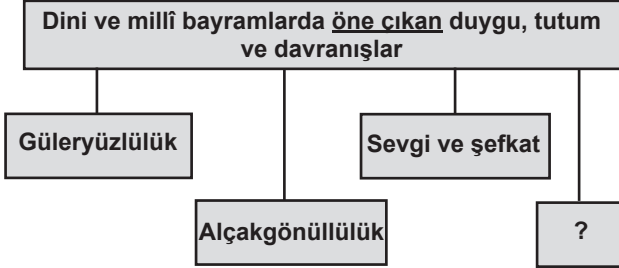 Dini ve millî bayramlarda öne çıkan duygu, tutum
ve davranışlar
Güleryüzlülük
Sevgi ve şefkat
Alçakgönüllülük
?